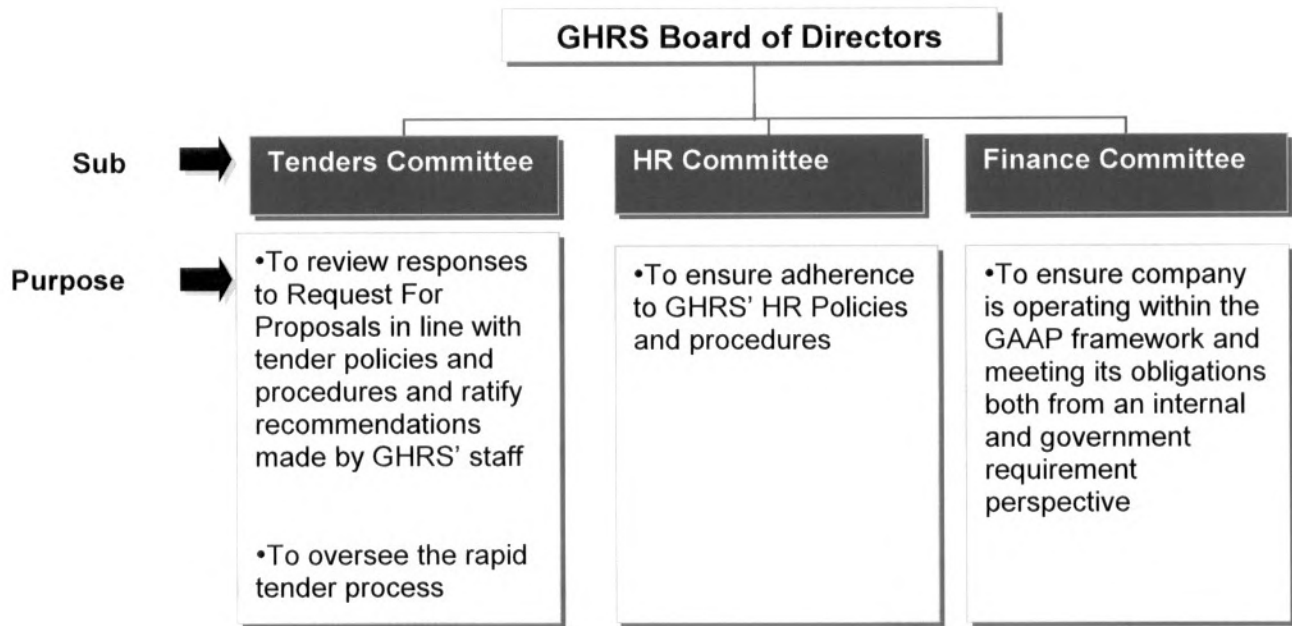 GHRS Board of Directors
Sub
Tenders Committee
HR Committee
Finance Committee
Purpose
•To review responses
to Request For
Proposals in line with
tender policies and
procedures and ratify
recommendations
made by GHRS' staff
•To oversee the rapid
tender process
•To ensure adherence
to GHRS' HR Policies
and procedures
•To ensure company
is operating within the
GAAP framework and
meeting its obligations
both from an internal
and government
requirement
perspective